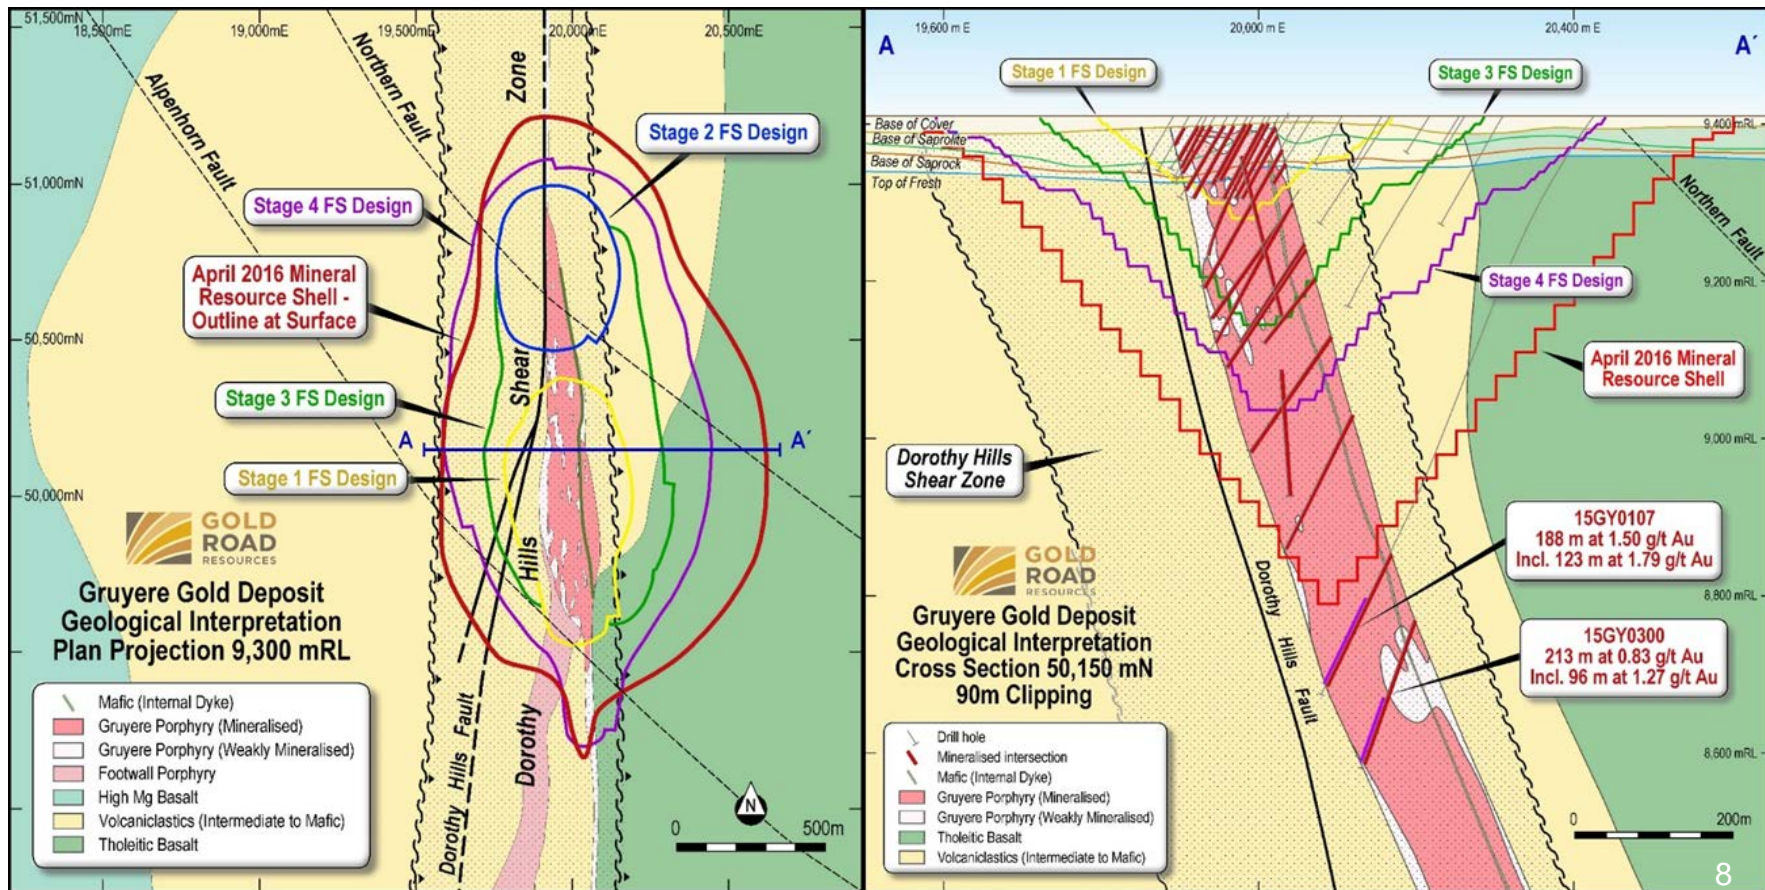 51,500mN
18,500mE
19,000mE
19,500mE
20,000mE
20,500mE
Alpenhorn Fault
Northern Fault
Zone
Stage 2 FS Design
51,000mN
Stage 4 FS Design
April 2016 Mineral
Resource Shell -
Outline at Surface
50,500mN
Shear
Stage 3 FS Design
A
A´
Stage 1 FS Design
50,000mN
GOLD
ROAD
RESOURCES
Hills
Gruyere Gold Deposit
Geological Interpretation
Plan Projection 9,300 mRL
Dorothy
Dorothy Hills Fault
Mafic (Internal Dyke)
Gruyere Porphyry (Mineralised)
Gruyere Porphyry (Weakly Mineralised)
Footwall Porphyry
High Mg Basalt
Volcaniclastics (Intermediate to Mafic)
Tholeitic Basalt
N
0
500m
19,600 mE
20,000 mE
20,400 mE
A
A´
Stage 1 FS Design
Stage 3 FS Design
Base of Cover
Base of Saprolite
Base of Saprock
Top of Fresh
9,400 mRL
Northern Fault
9,200 mRL
Stage 4 FS Design
April 2016 Mineral
Resource Shell
9,000 mRL
Dorothy Hills
Shear Zone
15GY0107
188 m at 1.50 g/t Au
Incl. 123 m at 1.79 g/t Au
GOLD
ROAD
RESOURCES
Dorothy Hills Fault
8,800 mRL
Gruyere Gold Deposit
Geological Interpretation
Cross Section 50,150 mN
90m Clipping
15GY0300
213 m at 0.83 g/t Au
Incl. 96 m at 1.27 g/t Au
8,600 mRL
Drill hole
Mineralised intersection
Mafic (Internal Dyke)
Gruyere Porphyry (Mineralised)
Gruyere Porphyry (Weakly Mineralised)
Tholeitic Basalt
Volcaniclastics (Intermediate to Mafic)
0
200m
8